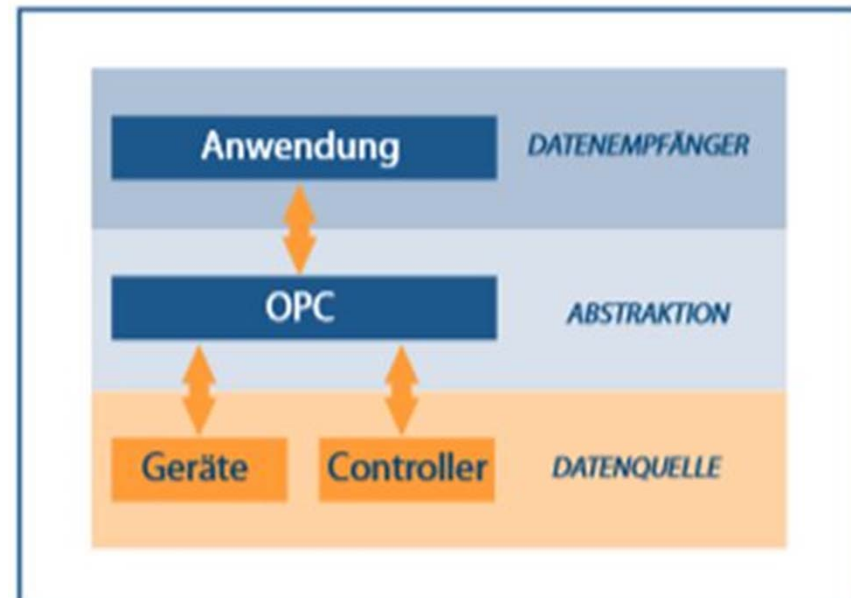 Anwendung DATENEMPFÄNGER
OPC ABSTRAKTION
Geräte Controller DATENQUELLE